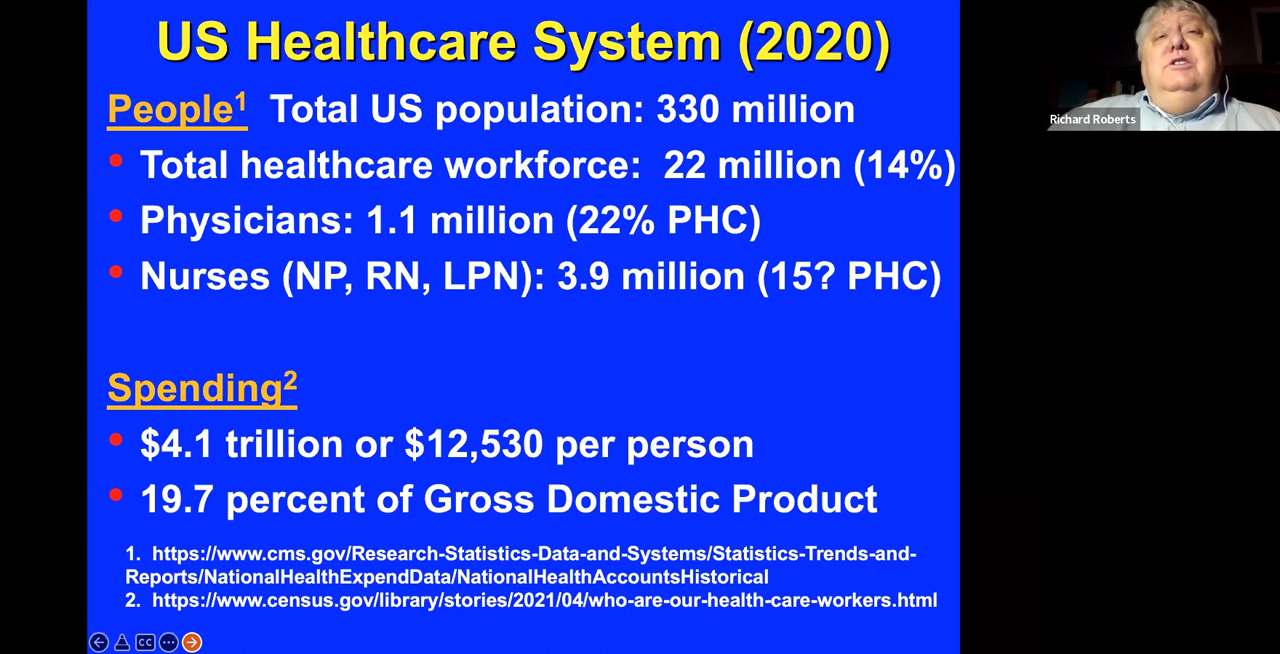 US Healthcare System (2020)
People¹ Total US population: 330 million
• Total healthcare workforce: 22 million (14%)
• Physicians: 1.1 million (22% PHC)
• Nurses (NP, RN, LPN): 3.9 million (15? PHC)
Spending²
• $4.1 trillion or $12,530 per person
• 19.7 percent of Gross Domestic Product
1. https://www.cms.gov/Research-Statistics-Data-and-Systems/Statistics-Trends-and-
Reports/NationalHealthExpendData/NationalHealthAccountsHistorical
2. https://www.census.gov/library/stories/2021/04/who-are-our-health-care-workers.html
CC
Richard Roberts